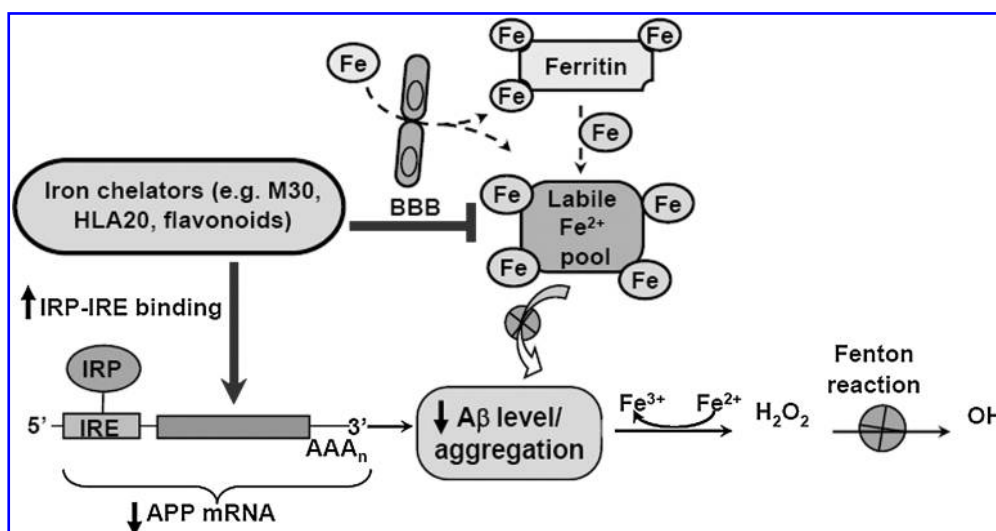 Fe
Fe
Fe
Ferritin
Fe
Fe
Iron chelators (e.g. M30,
HLA20, flavonoids)
BBB
Fe
Fe
Labile
Fe²⁺
pool
Fe
Fe
↑ IRP-IRE binding
IRP
5’
IRE
3’
AAAₙ
↓ APP mRNA
↓ Aβ level/
aggregation
Fe³⁺
Fe²⁺
H₂O₂
Fenton
reaction
OH